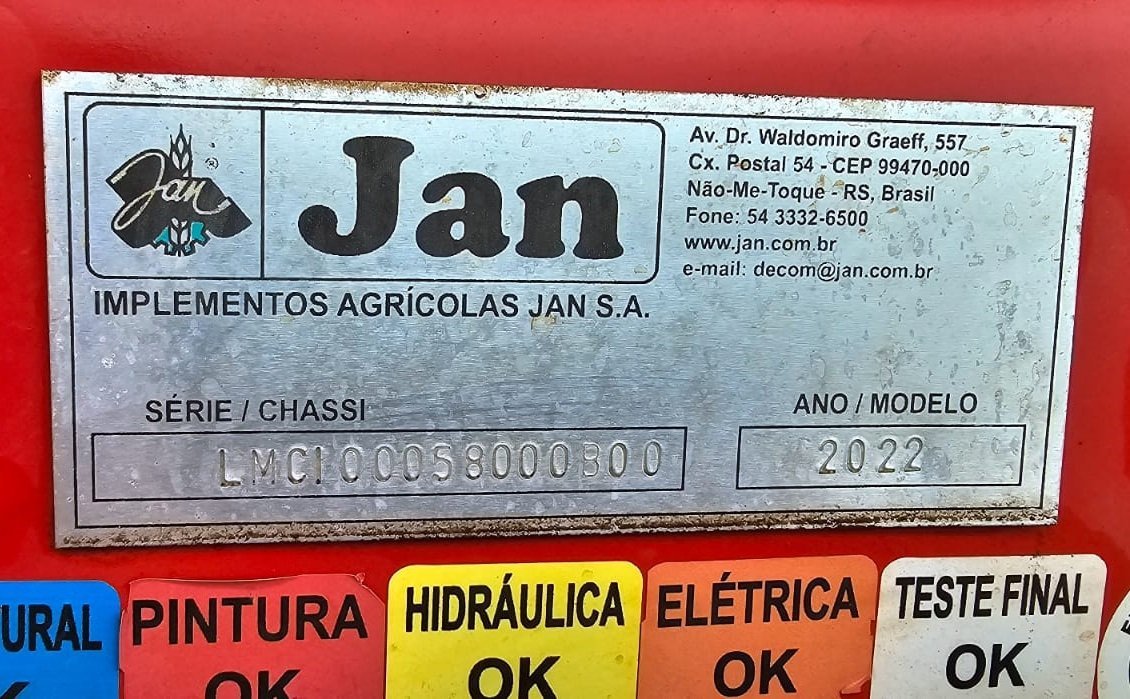 Jan ®
Jan
Av. Dr. Waldomiro Graeff, 557
Cx. Postal 54 - CEP 99470-000
Não-Me-Toque - RS, Brasil
Fone: 54 3332-6500
www.jan.com.br
e-mail: decom@jan.com.br
IMPLEMENTOS AGRÍCOLAS JAN S.A.
SÉRIE / CHASSI
ANO / MODELO
LMC100058000B00
2022
URAL
PINTURA
HIDRÁULICA
ELÉTRICA
TESTE FINAL
OK
OK
OK
OK